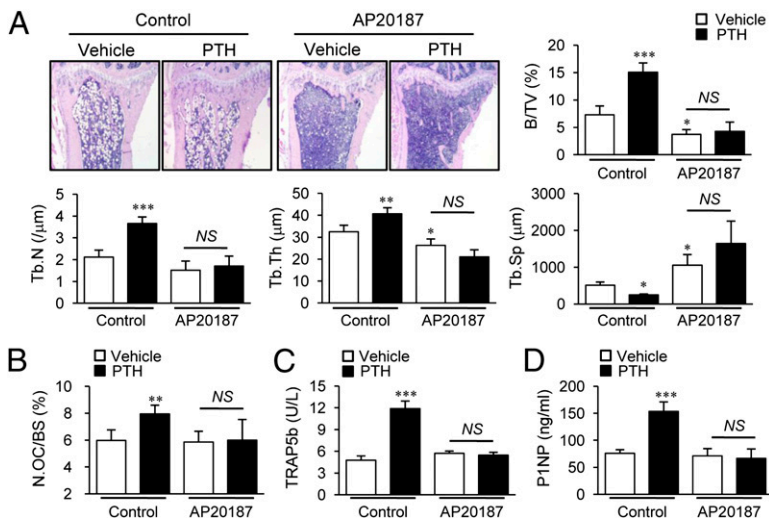 A
Control
AP20187
Vehicle
PTH
Vehicle
PTH
Vehicle
PTH
B/TV (%)
20
15
10
5
0
***
*
NS
Control
AP20187
Tb.N (/μm)
5
4
3
2
1
0
***
NS
Control
AP20187
Tb.Th (μm)
60
50
40
30
20
10
0
**
*
NS
Control
AP20187
Tb.Sp (μm)
3000
2000
1000
0
*
*
NS
Control
AP20187
B
Vehicle
PTH
N.OC/BS (%)
10
8
6
4
2
**
NS
Control
AP20187
C
Vehicle
PTH
TRAP5b (U/L)
15
12
9
6
3
0
***
NS
Control
AP20187
D
Vehicle
PTH
P1NP (ng/ml)
200
150
100
50
0
***
NS
Control
AP20187